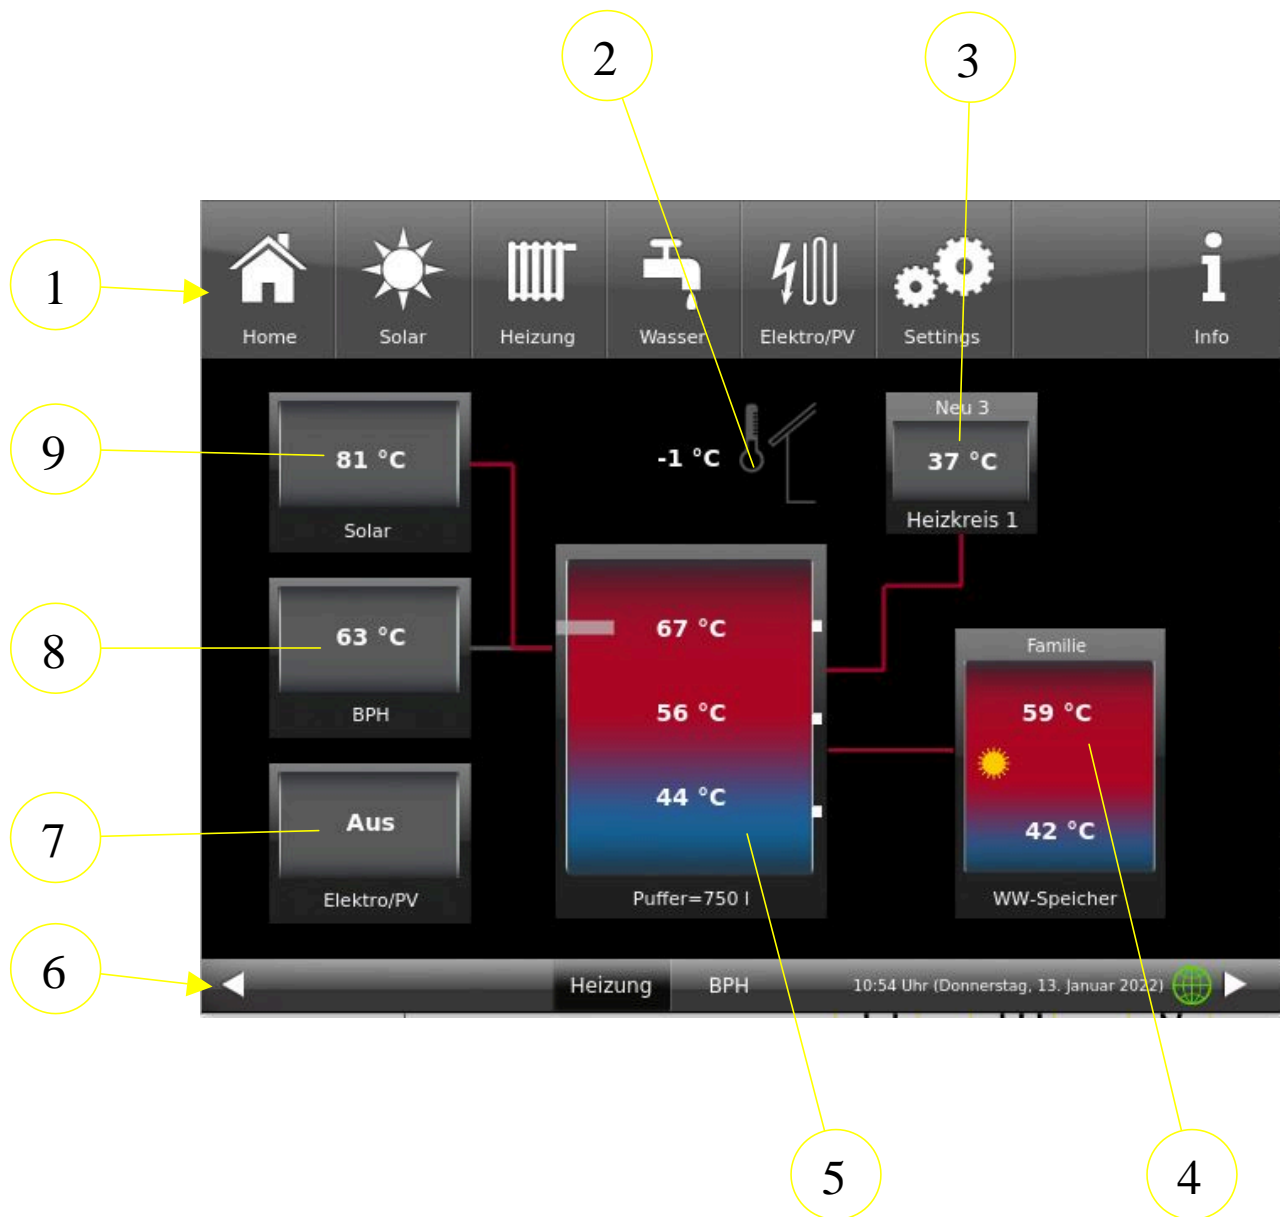 2
3
1
Home
Solar
Heizung
Wasser
Elektro/PV
Settings
Info
9
81 °C
Solar
-1 °C
Neu 3
37 °C
Heizkreis 1
8
63 °C
BPH
67 °C
56 °C
44 °C
Puffer=750 l
Familie
59 °C
42 °C
WW-Speicher
7
Aus
Elektro/PV
6
Heizung
BPH
10:54 Uhr (Donnerstag, 13. Januar 2022)
5
4